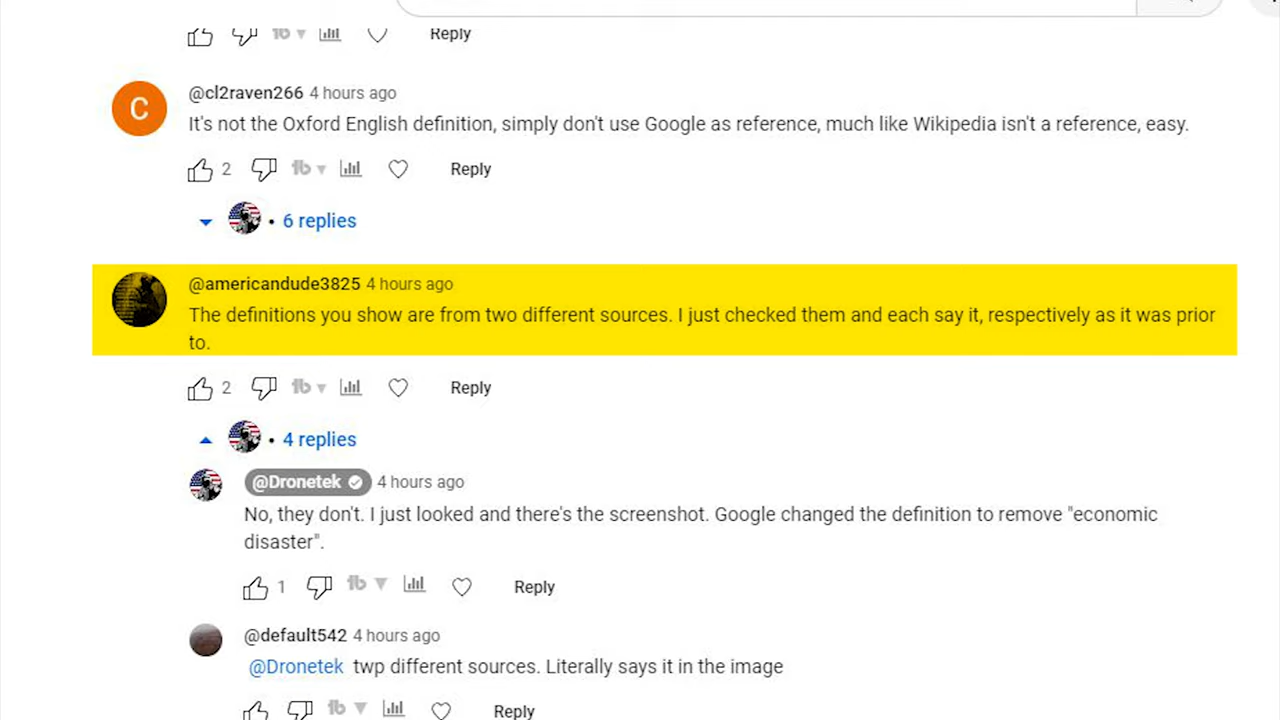 Reply
C
@cl2raven266 4 hours ago
It's not the Oxford English definition, simply don't use Google as reference, much like Wikipedia isn't a reference, easy.
2 Reply
• 6 replies
@americandude3825 4 hours ago
The definitions you show are from two different sources. I just checked them and each say it, respectively as it was prior
to.
2 Reply
• 4 replies
@Dronetek 4 hours ago
No, they don't. I just looked and there's the screenshot. Google changed the definition to remove "economic
disaster".
1 Reply
@default542 4 hours ago
@Dronetek twp different sources. Literally says it in the image
Reply